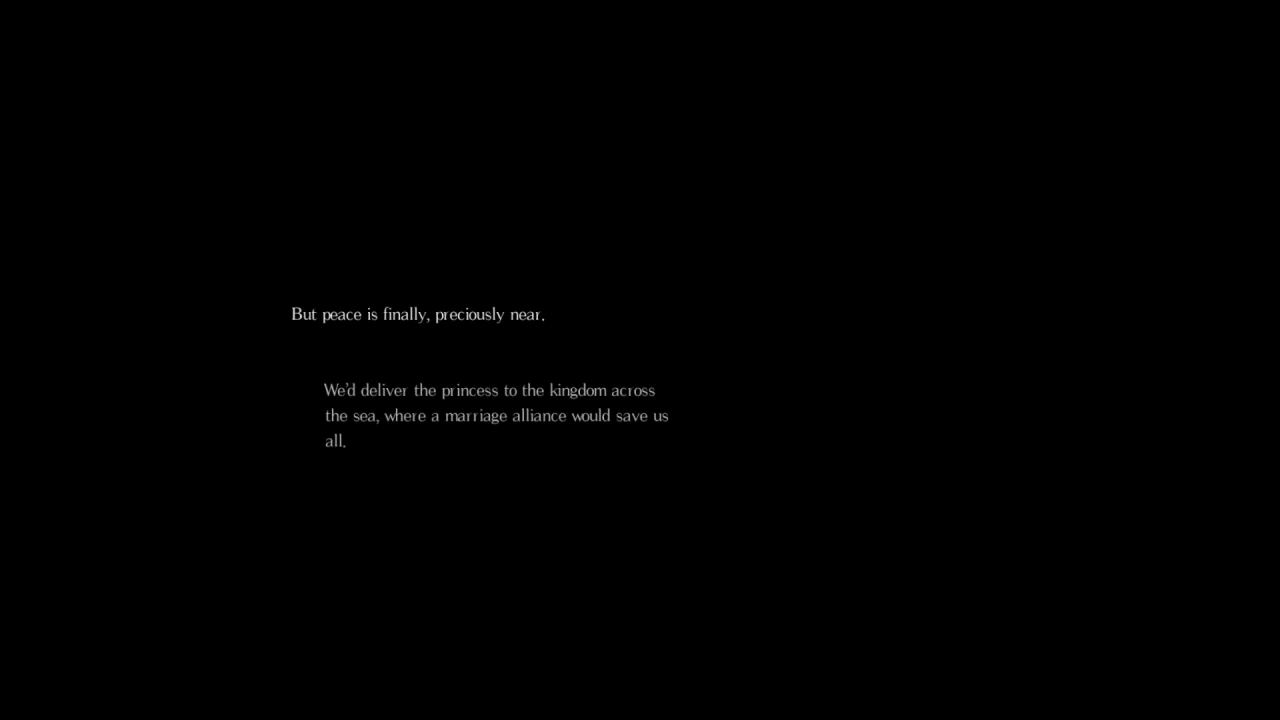 But peace is finally, preciously near.
We'd deliver the princess to the kingdom across
the sea, where a marriage alliance would save us
all.